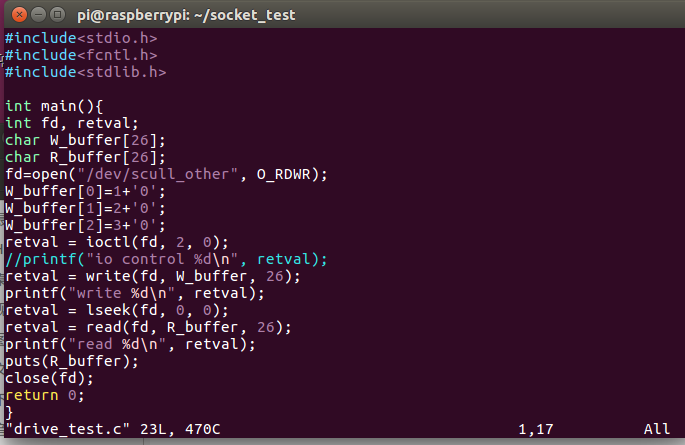 pi@raspberrypi: ~/socket_test
#include<stdio.h>
#include<fcntl.h>
#include<stdlib.h>
int main(){
int fd, retval;
char W_buffer[26];
char R_buffer[26];
fd=open("/dev/scull_other", O_RDWR);
W_buffer[0]=1+'0';
W_buffer[1]=2+'0';
W_buffer[2]=3+'0';
retval = ioctl(fd, 2, 0);
//printf("io control %d\n", retval);
retval = write(fd, W_buffer, 26);
printf("write %d\n", retval);
retval = lseek(fd, 0, 0);
retval = read(fd, R_buffer, 26);
printf("read %d\n", retval);
puts(R_buffer);
close(fd);
return 0;
}
"drive_test.c" 23L, 470C 1,17 All